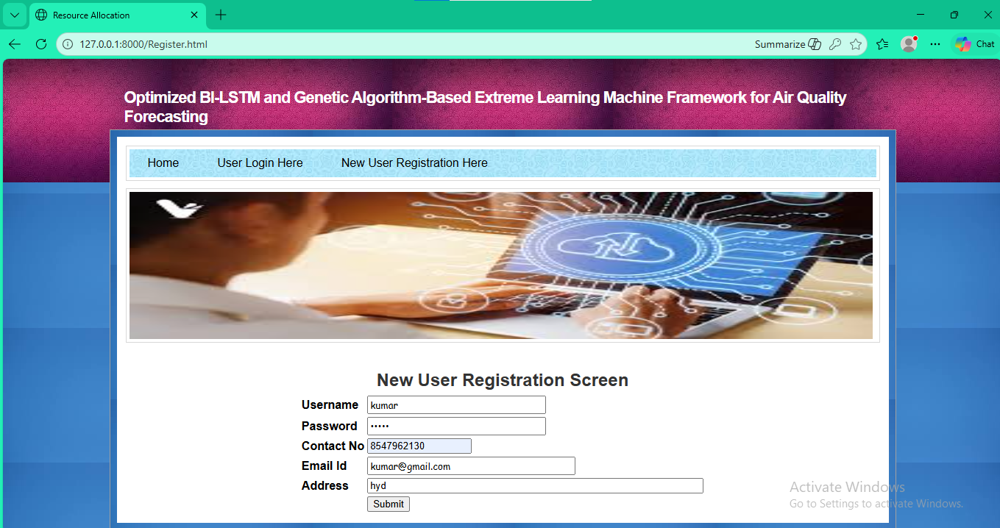 Resource Allocation
127.0.0.1:8000/Register.html
Summarize
Chat
Optimized BI-LSTM and Genetic Algorithm-Based Extreme Learning Machine Framework for Air Quality
Forecasting
Home User Login Here New User Registration Here
New User Registration Screen
Username kumar
Password •••••
Contact No 8547962130
Email Id kumar@gmail.com
Address hyd
Submit
Activate Windows
Go to Settings to activate Windows.